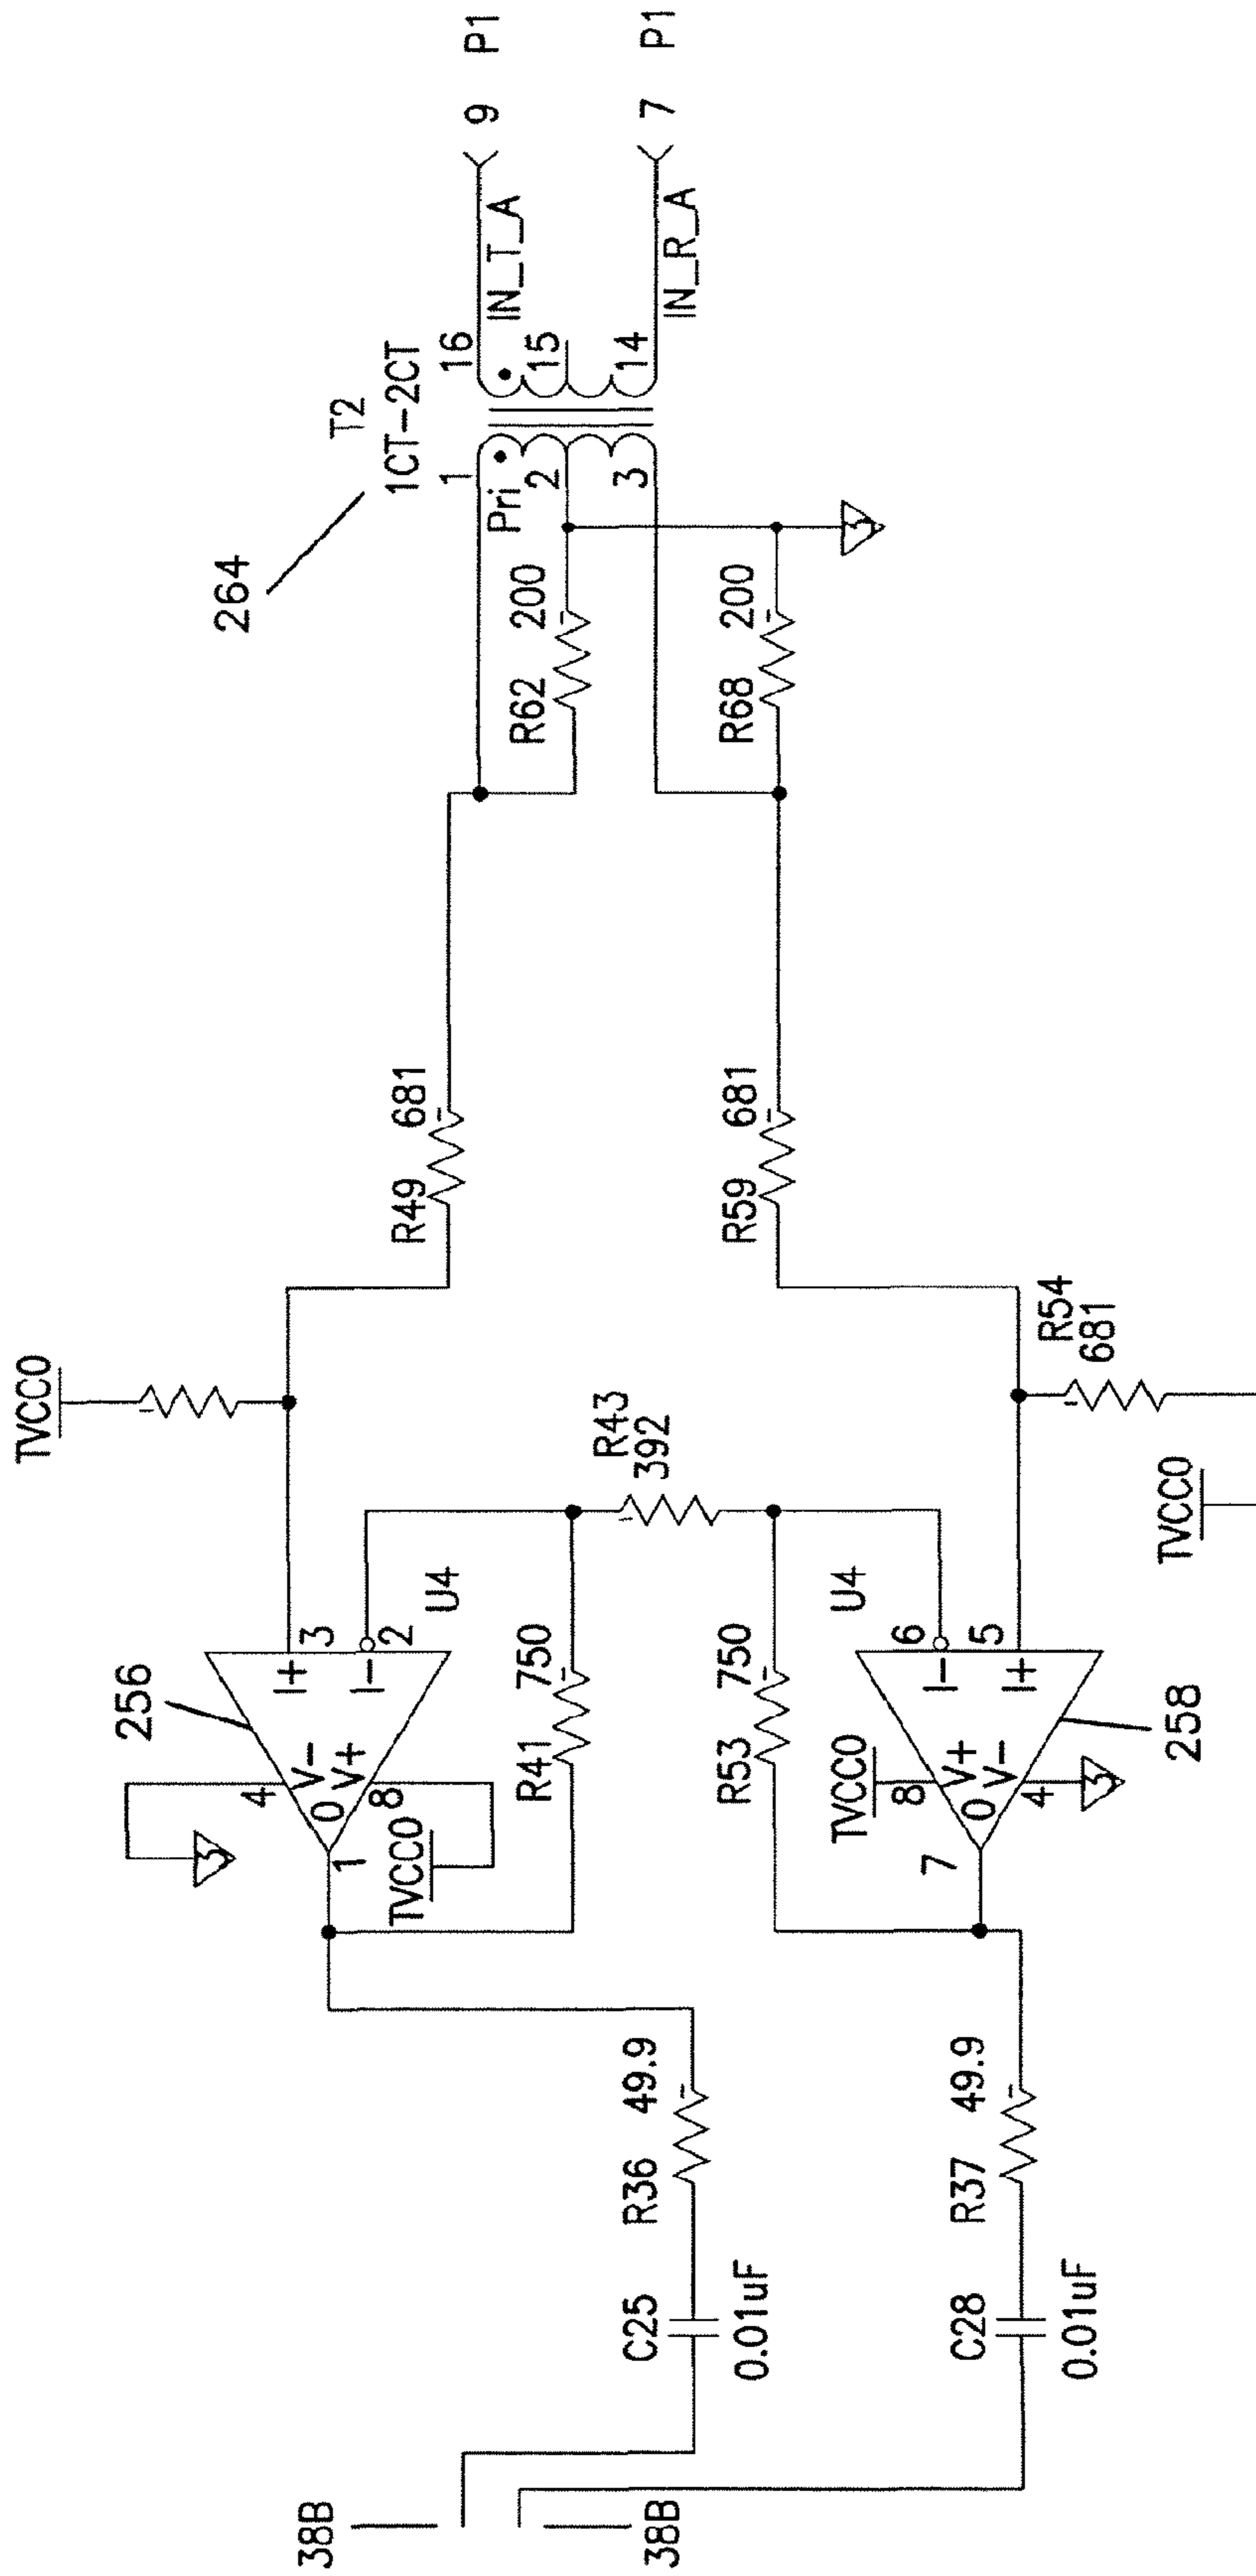 38B
38B
C25
0.01uF
R36 49.9
C28
0.01uF
R37 49.9
256
4 V-
O
V+ 8
1
TVCC0
I+ 3
I- 2
U4
R41 750
TVCC0
8 V+
O
V- 4
7
I- 6
I+ 5
U4
258
R53 750
R43
392
TVCC0
R54
681
TVCC0
R49 681
R59 681
R62 200
R68 200
264
T2
1CT-2CT
1
Pri
2
3
16
15
14
IN_T_A
IN_R_A
9 P1
7 P1
3
3
3